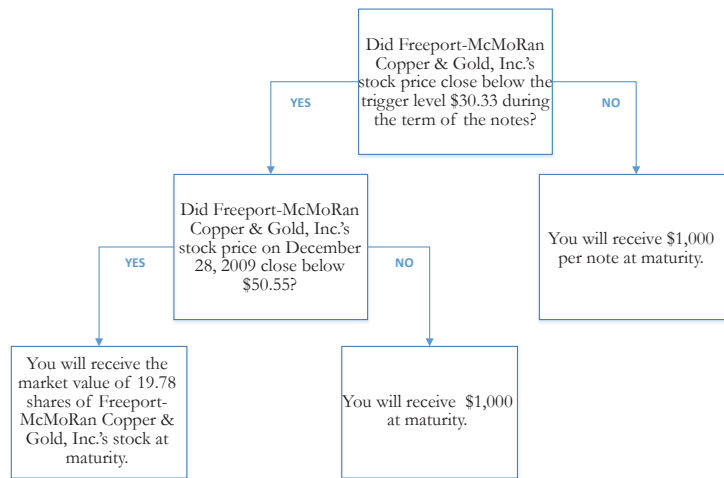 Did Freeport-McMoRan
Copper & Gold, Inc.'s
stock price close below the
trigger level $30.33 during
the term of the notes?
YES
NO
Did Freeport-McMoRan
Copper & Gold, Inc.'s
stock price on December
28, 2009 close below
$50.55?
You will receive $1,000
per note at maturity.
YES
NO
You will receive the
market value of 19.78
shares of Freeport-
McMoRan Copper &
Gold, Inc.'s stock at
maturity.
You will receive $1,000
at maturity.